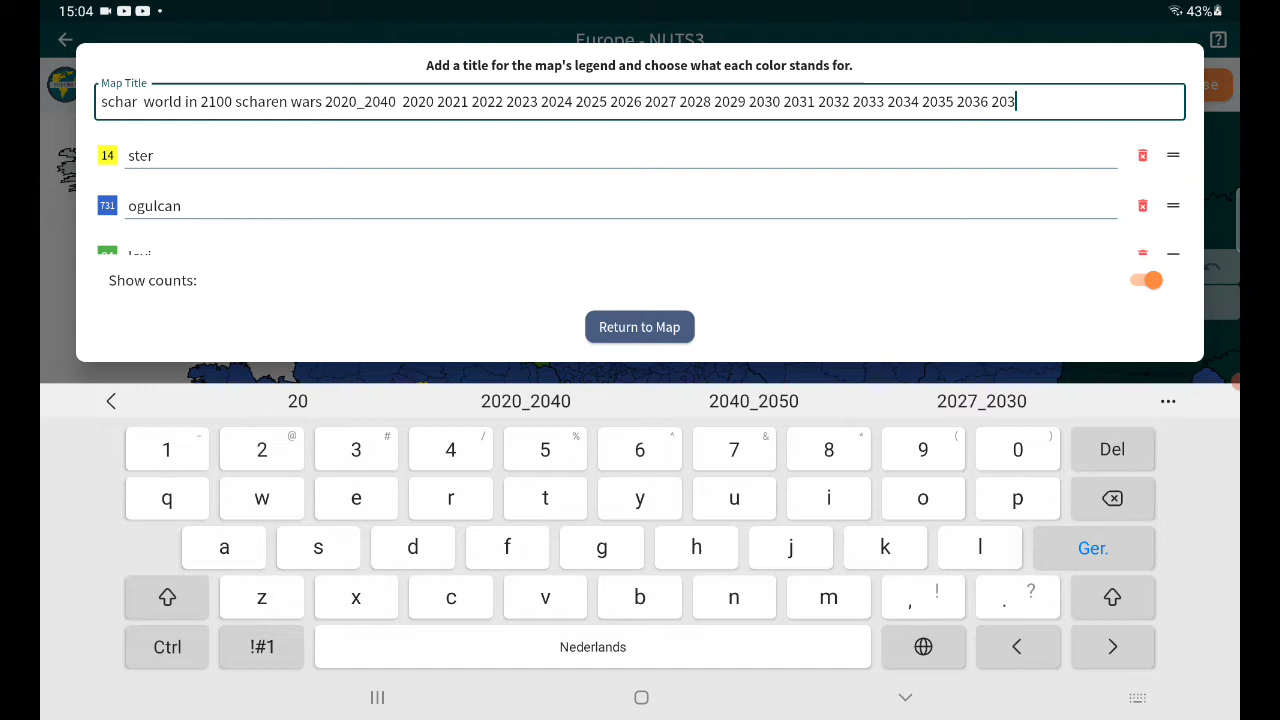 15:04
43%
Europe - NUTS3
Add a title for the map's legend and choose what each color stands for.
Map Title
schar  world in 2100 scharen wars 2020_2040  2020 2021 2022 2023 2024 2025 2026 2027 2028 2029 2030 2031 2032 2033 2034 2035 2036 203
se
14 ster
731 ogulcan
Show counts:
Return to Map
20 2020_2040 2040_2050 2027_2030 ...
1 - 2 @ 3 # 4 / 5 % 6 ^ 7 & 8 * 9 ( 0 ) Del
q w e r t y u i o p
a s d f g h j k l Ger.
z x c v b n m , ! . ?
Ctrl !#1 Nederlands < >